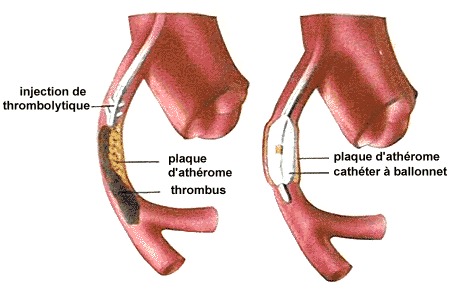 injection de
thrombolytique
plaque
d'athérome
thrombus
plaque d'athérome
cathéter à ballonnet